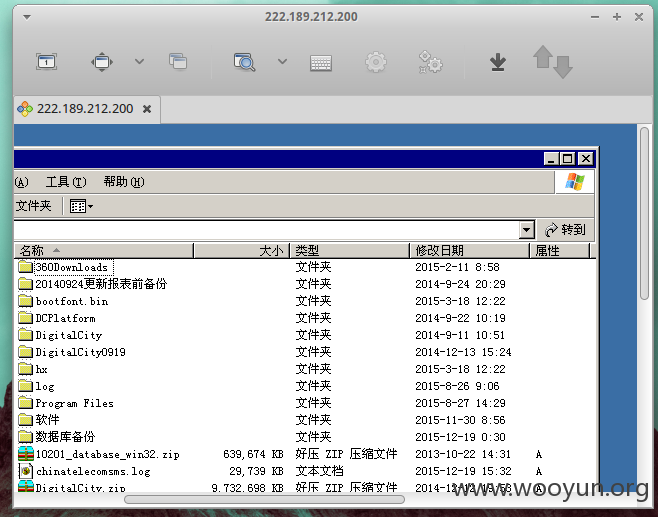 222.189.212.200
222.189.212.200
(A) 工具(T) 帮助(H)
文件夹
转到
名称 大小 类型 修改日期 属性
360Downloads 文件夹 2015-2-11 8:58
20140924更新报表前备份 文件夹 2014-9-24 20:29
bootfont.bin 文件夹 2015-3-18 12:22
DCPlatform 文件夹 2014-9-22 10:19
DigitalCity 文件夹 2014-9-11 10:51
DigitalCity0919 文件夹 2014-12-13 15:24
hx 文件夹 2015-3-18 12:22
log 文件夹 2015-8-26 9:06
Program Files 文件夹 2015-8-27 14:29
软件 文件夹 2015-11-30 8:56
数据库备份 文件夹 2015-12-19 0:30
10201_database_win32.zip 639,674 KB 好压 ZIP 压缩文件 2013-10-22 14:31 A
chinatelecomsms.log 29,739 KB 文本文档 2015-12-19 15:32 A
DigitalCity.zip 9,732,698 KB 好压 ZIP 压缩文件
www.wooyun.org